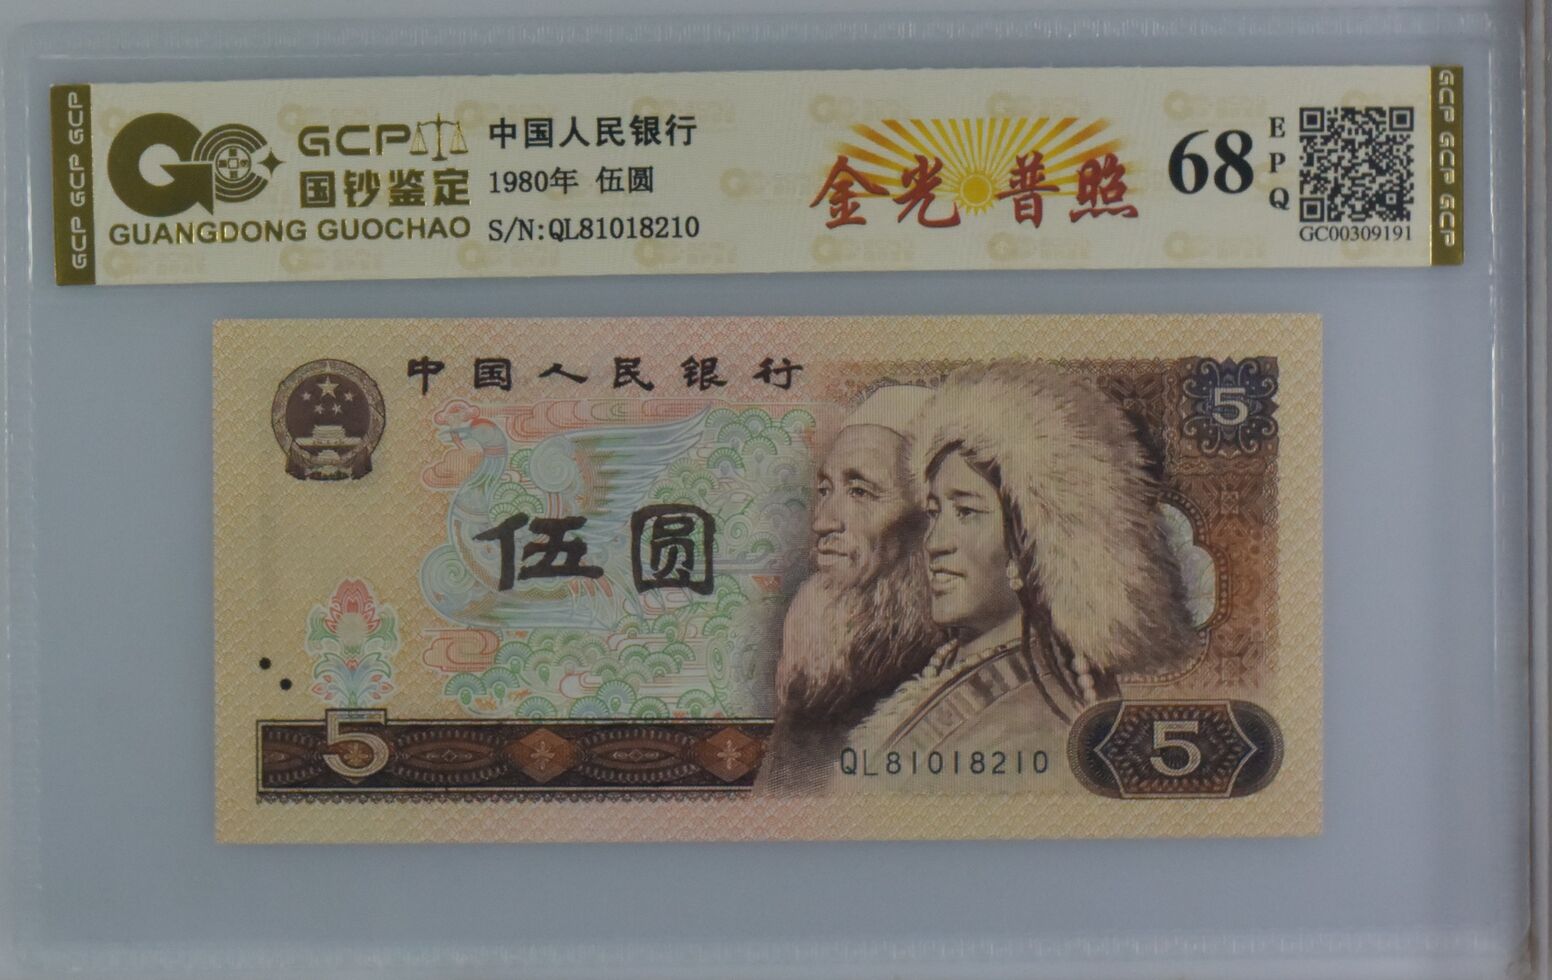 GCP GCP GCP
GCP
国钞鉴定
GUANGDONG GUOCHAO
中国人民银行
1980年 伍圆
S/N:QL81018210
金光普照
68
EPQ
GC00309191
GCP GCP GCP
中国人民银行
5
伍圆
5
QL81018210
5